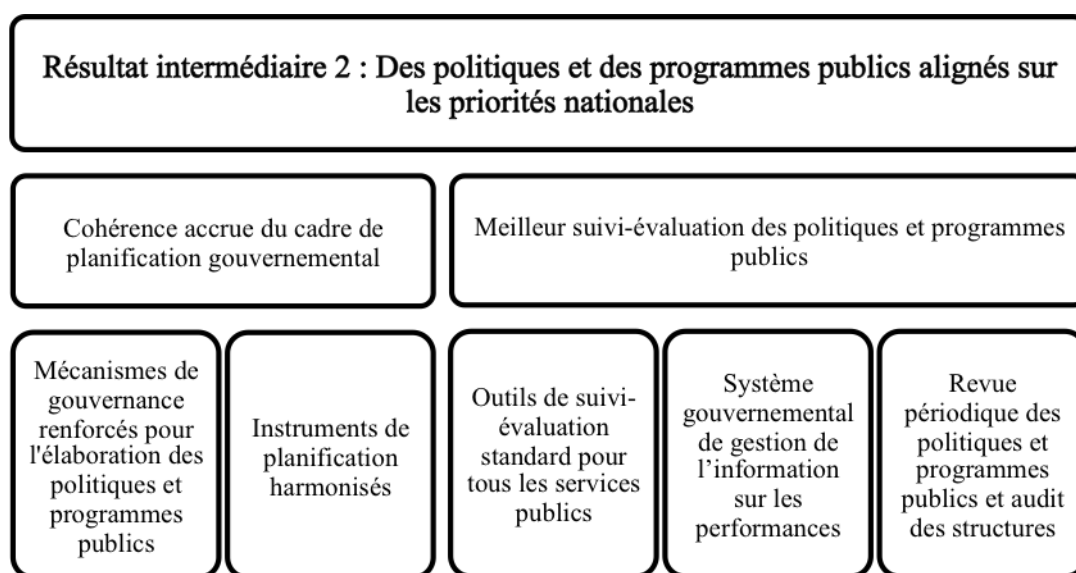 Résultat intermédiaire 2 : Des politiques et des programmes publics alignés sur
les priorités nationales
Cohérence accrue du cadre de
planification gouvernemental
Meilleur suivi-évaluation des politiques et programmes
publics
Mécanismes de
gouvernance
renforcés pour
l'élaboration des
politiques et
programmes
publics
Instruments de
planification
harmonisés
Outils de suivi-
évaluation
standard pour
tous les services
publics
Système
gouvernemental
de gestion de
l’information
sur les
performances
Revue
périodique des
politiques et
programmes
publics et audit
des structures